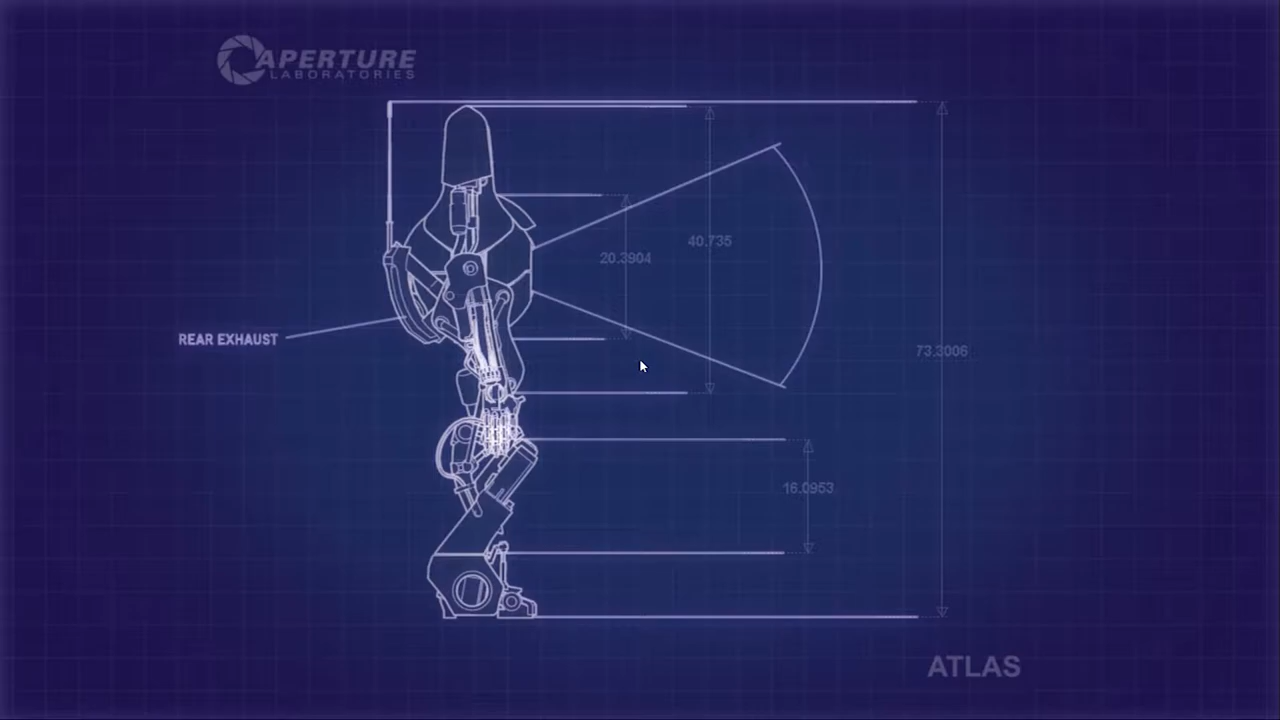 APERTURE
LABORATORIES
40.735
20.3904
REAR EXHAUST
73.3006
16.0953
ATLAS